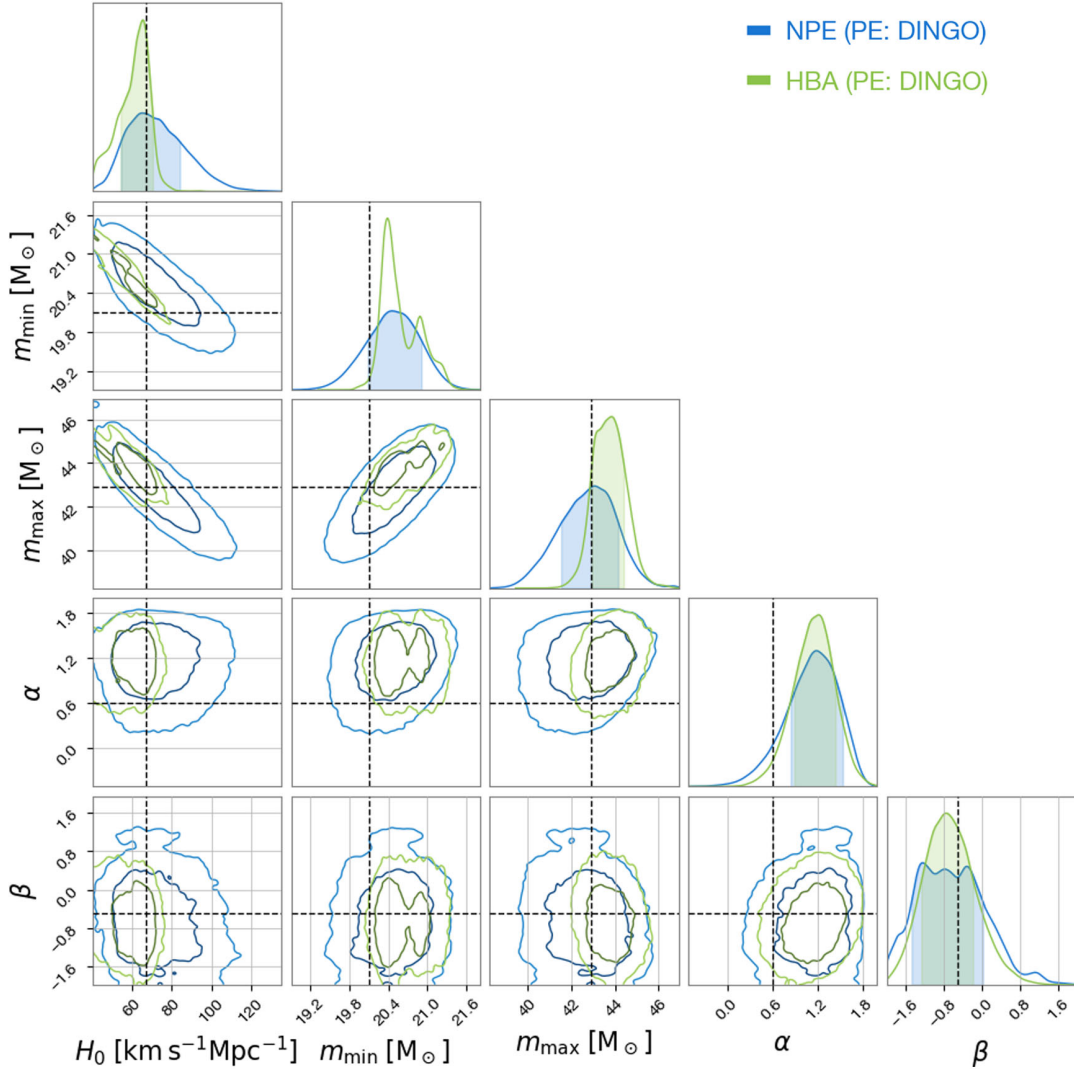 NPE (PE: DINGO)
HBA (PE: DINGO)
21.6
21.0
20.4
19.8
19.2
m_min [M_⊙]
46
44
42
40
m_max [M_⊙]
1.8
1.2
0.6
0.0
α
1.6
0.8
0.0
−0.8
−1.6
β
60 80 100 120
19.2 19.8 20.4 21.0 21.6
40 42 44 46
0.0 0.6 1.2 1.8
−1.6 −0.8 0.0 0.8 1.6
H₀ [km s⁻¹Mpc⁻¹] m_min [M_⊙] m_max [M_⊙] α β